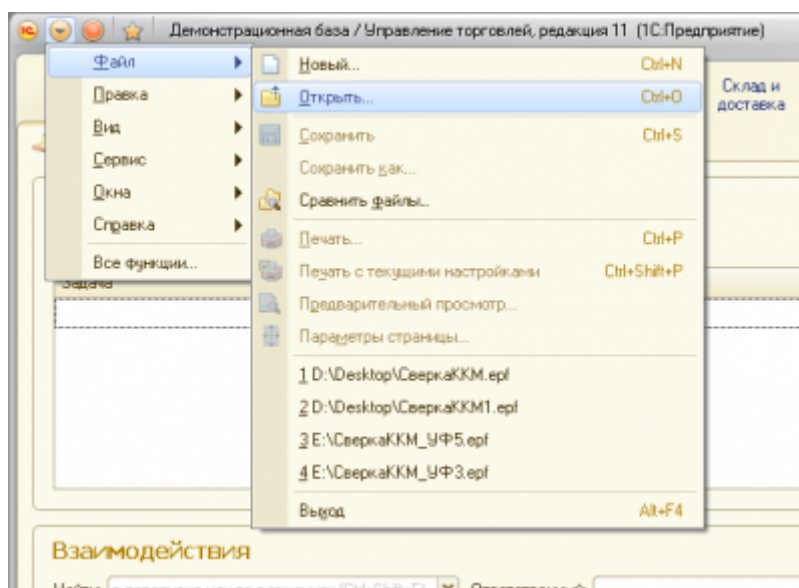 Демонстрационная база / Управление торговлей, редакция 11 (1С:Предприятие)
Файл
Правка
Вид
Сервис
Окна
Справка
Все функции...
Новый... Ctrl+N
Открыть... Ctrl+O
Сохранить Ctrl+S
Сохранить как...
Сравнить файлы...
Печать... Ctrl+P
Печать с текущими настройками Ctrl+Shift+P
Предварительный просмотр...
Параметры страницы...
1 D:\Desktop\СверкаККМ.epf
2 D:\Desktop\СверкаККМ1.epf
3 E:\СверкаККМ_УФ5.epf
4 E:\СверкаККМ_УФ3.epf
Выход Alt+F4
Склад и
доставка
Задача
Взаимодействия